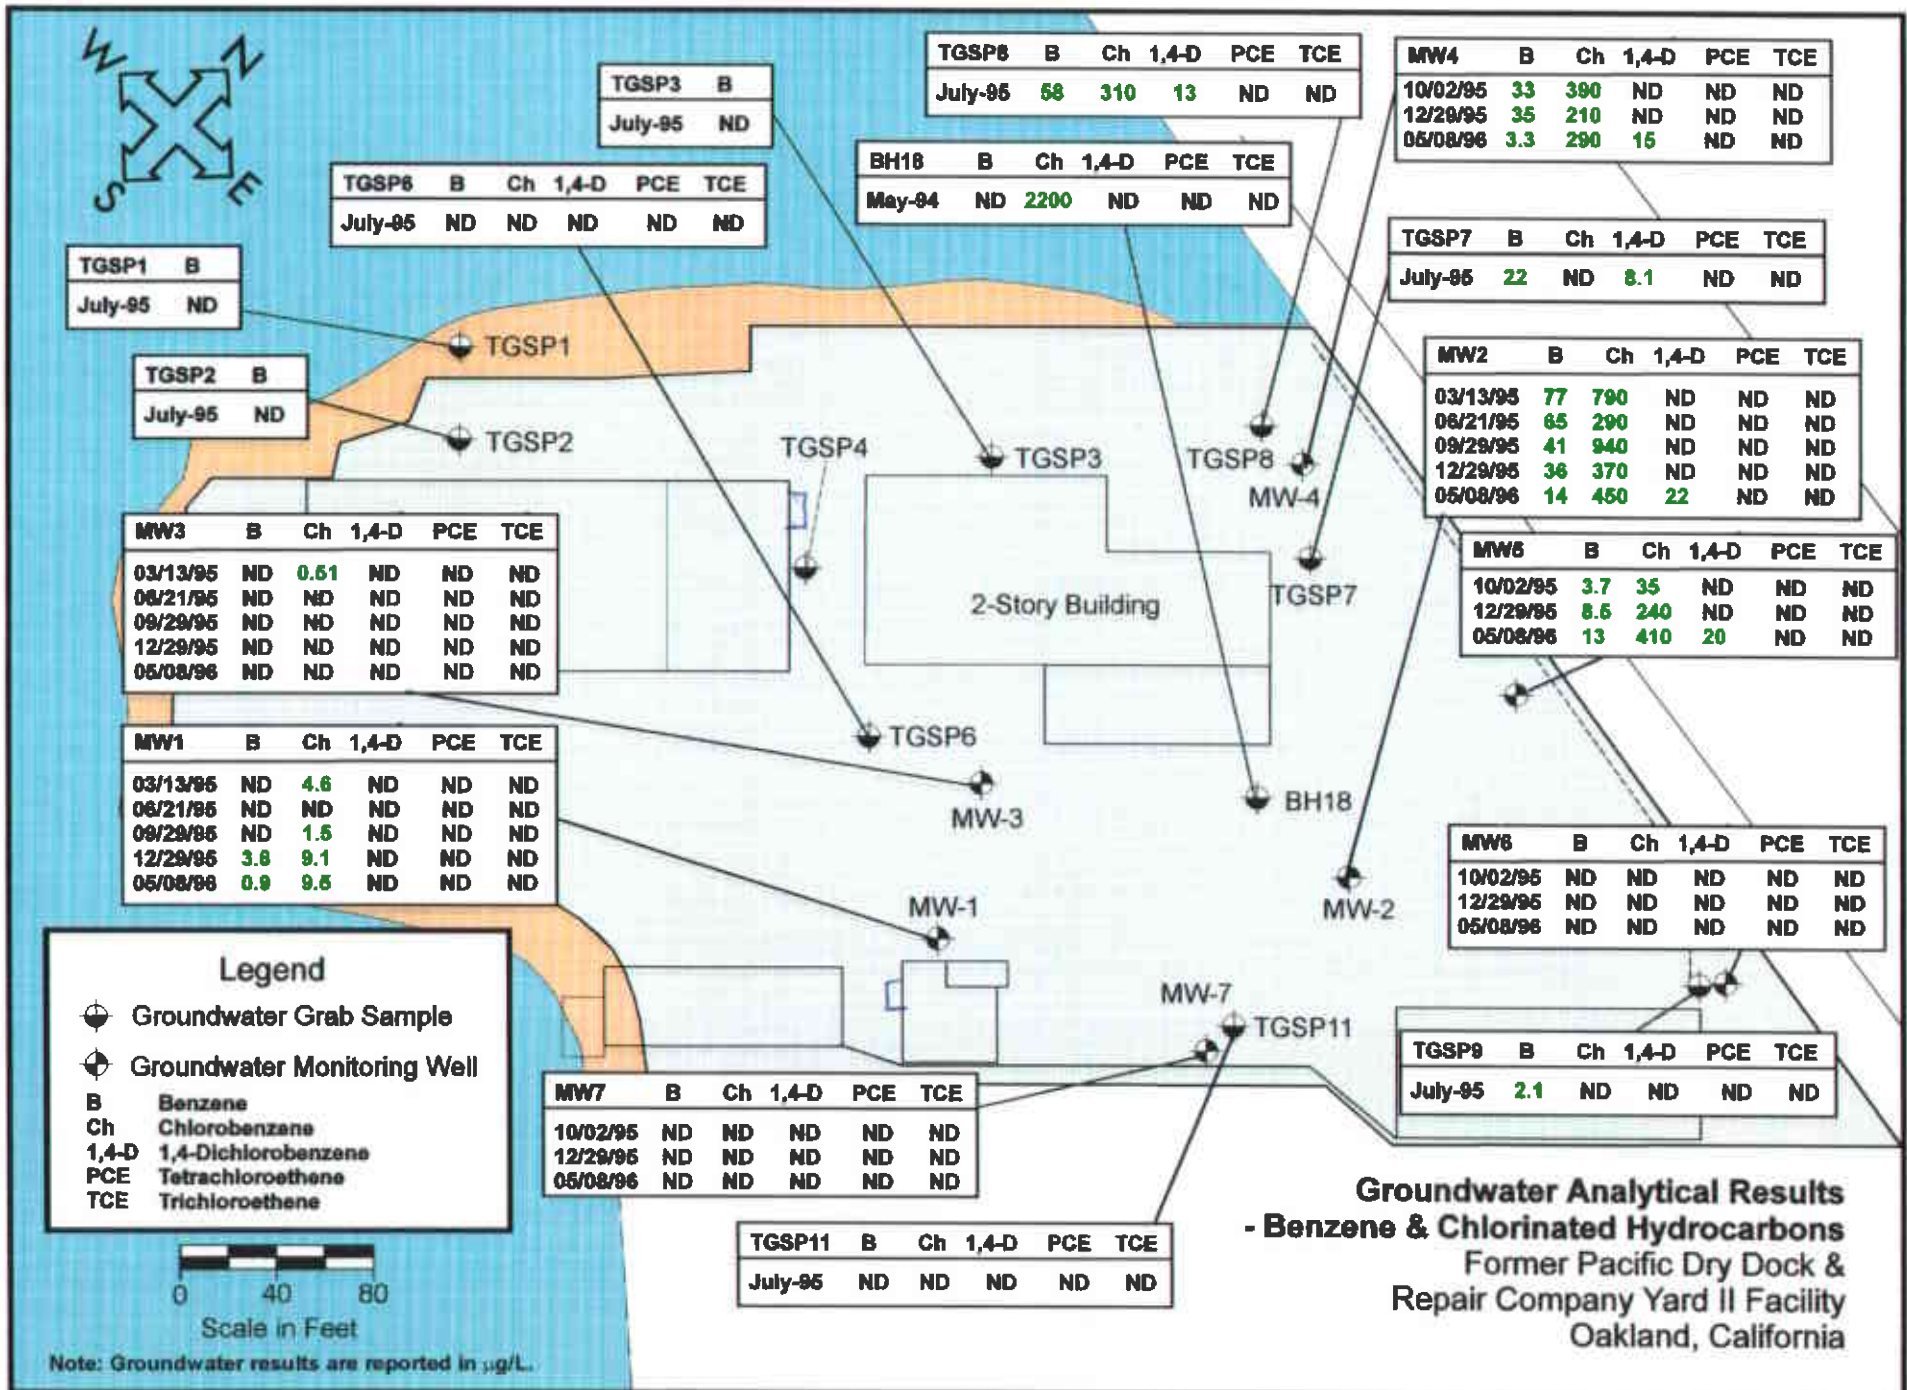 W N
S E
TGSP3 B
July-95 ND
TGSP8 B Ch 1,4-D PCE TCE
July-95 58 310 13 ND ND
MW4 B Ch 1,4-D PCE TCE
10/02/95 33 390 ND ND ND
12/29/95 35 210 ND ND ND
05/08/96 3.3 290 15 ND ND
TGSP6 B Ch 1,4-D PCE TCE
July-95 ND ND ND ND ND
BH18 B Ch 1,4-D PCE TCE
May-94 ND 2200 ND ND ND
TGSP1 B
July-95 ND
TGSP7 B Ch 1,4-D PCE TCE
July-95 22 ND 8.1 ND ND
TGSP2 B
July-95 ND
MW2 B Ch 1,4-D PCE TCE
03/13/95 77 790 ND ND ND
06/21/95 65 290 ND ND ND
09/29/95 41 940 ND ND ND
12/29/95 36 370 ND ND ND
05/08/96 14 450 22 ND ND
TGSP1
TGSP2
TGSP4
TGSP3
TGSP8
MW-4
TGSP7
2-Story Building
MW3 B Ch 1,4-D PCE TCE
03/13/95 ND 0.51 ND ND ND
06/21/95 ND ND ND ND ND
09/29/95 ND ND ND ND ND
12/29/95 ND ND ND ND ND
05/08/96 ND ND ND ND ND
MW5 B Ch 1,4-D PCE TCE
10/02/95 3.7 35 ND ND ND
12/29/95 8.5 240 ND ND ND
05/08/96 13 410 20 ND ND
TGSP6
MW-3
BH18
MW1 B Ch 1,4-D PCE TCE
03/13/95 ND 4.6 ND ND ND
06/21/95 ND ND ND ND ND
09/29/95 ND 1.5 ND ND ND
12/29/95 3.8 9.1 ND ND ND
05/08/96 0.9 9.5 ND ND ND
MW-1
MW-2
MW6 B Ch 1,4-D PCE TCE
10/02/95 ND ND ND ND ND
12/29/95 ND ND ND ND ND
05/08/96 ND ND ND ND ND
MW-7
TGSP11
TGSP9 B Ch 1,4-D PCE TCE
July-95 2.1 ND ND ND ND
MW7 B Ch 1,4-D PCE TCE
10/02/95 ND ND ND ND ND
12/29/95 ND ND ND ND ND
05/08/96 ND ND ND ND ND
TGSP11 B Ch 1,4-D PCE TCE
July-95 ND ND ND ND ND
Legend
Groundwater Grab Sample
Groundwater Monitoring Well
B Benzene
Ch Chlorobenzene
1,4-D 1,4-Dichlorobenzene
PCE Tetrachloroethene
TCE Trichloroethene
0 40 80
Scale in Feet
Note: Groundwater results are reported in µg/L.
Groundwater Analytical Results
- Benzene & Chlorinated Hydrocarbons
Former Pacific Dry Dock &
Repair Company Yard II Facility
Oakland, California